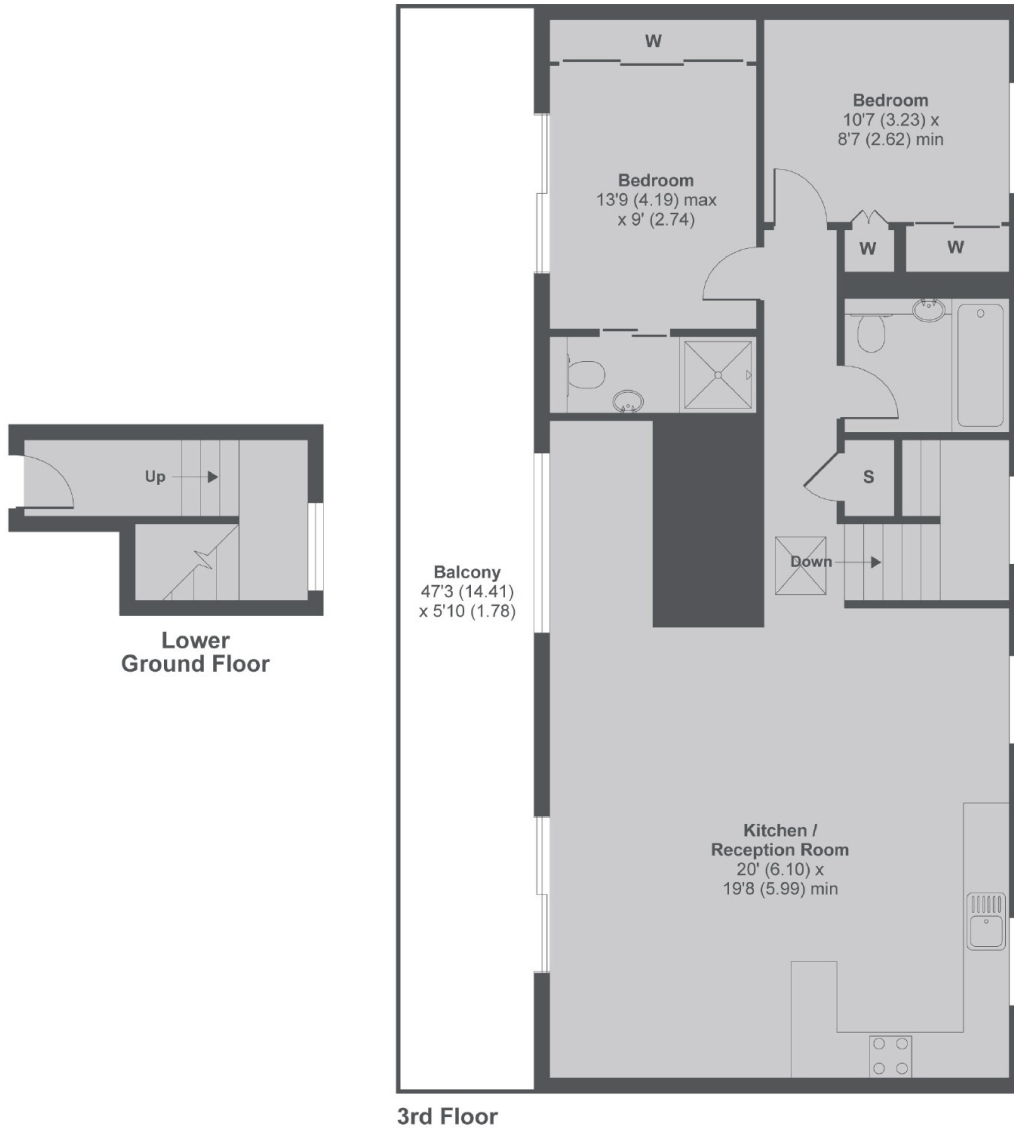 W
Bedroom
10'7 (3.23) x
8'7 (2.62) min
Bedroom
13'9 (4.19) max
x 9' (2.74)
W
W
Up
S
Down
Balcony
47'3 (14.41)
x 5'10 (1.78)
Lower
Ground Floor
Kitchen /
Reception Room
20' (6.10) x
19'8 (5.99) min
3rd Floor